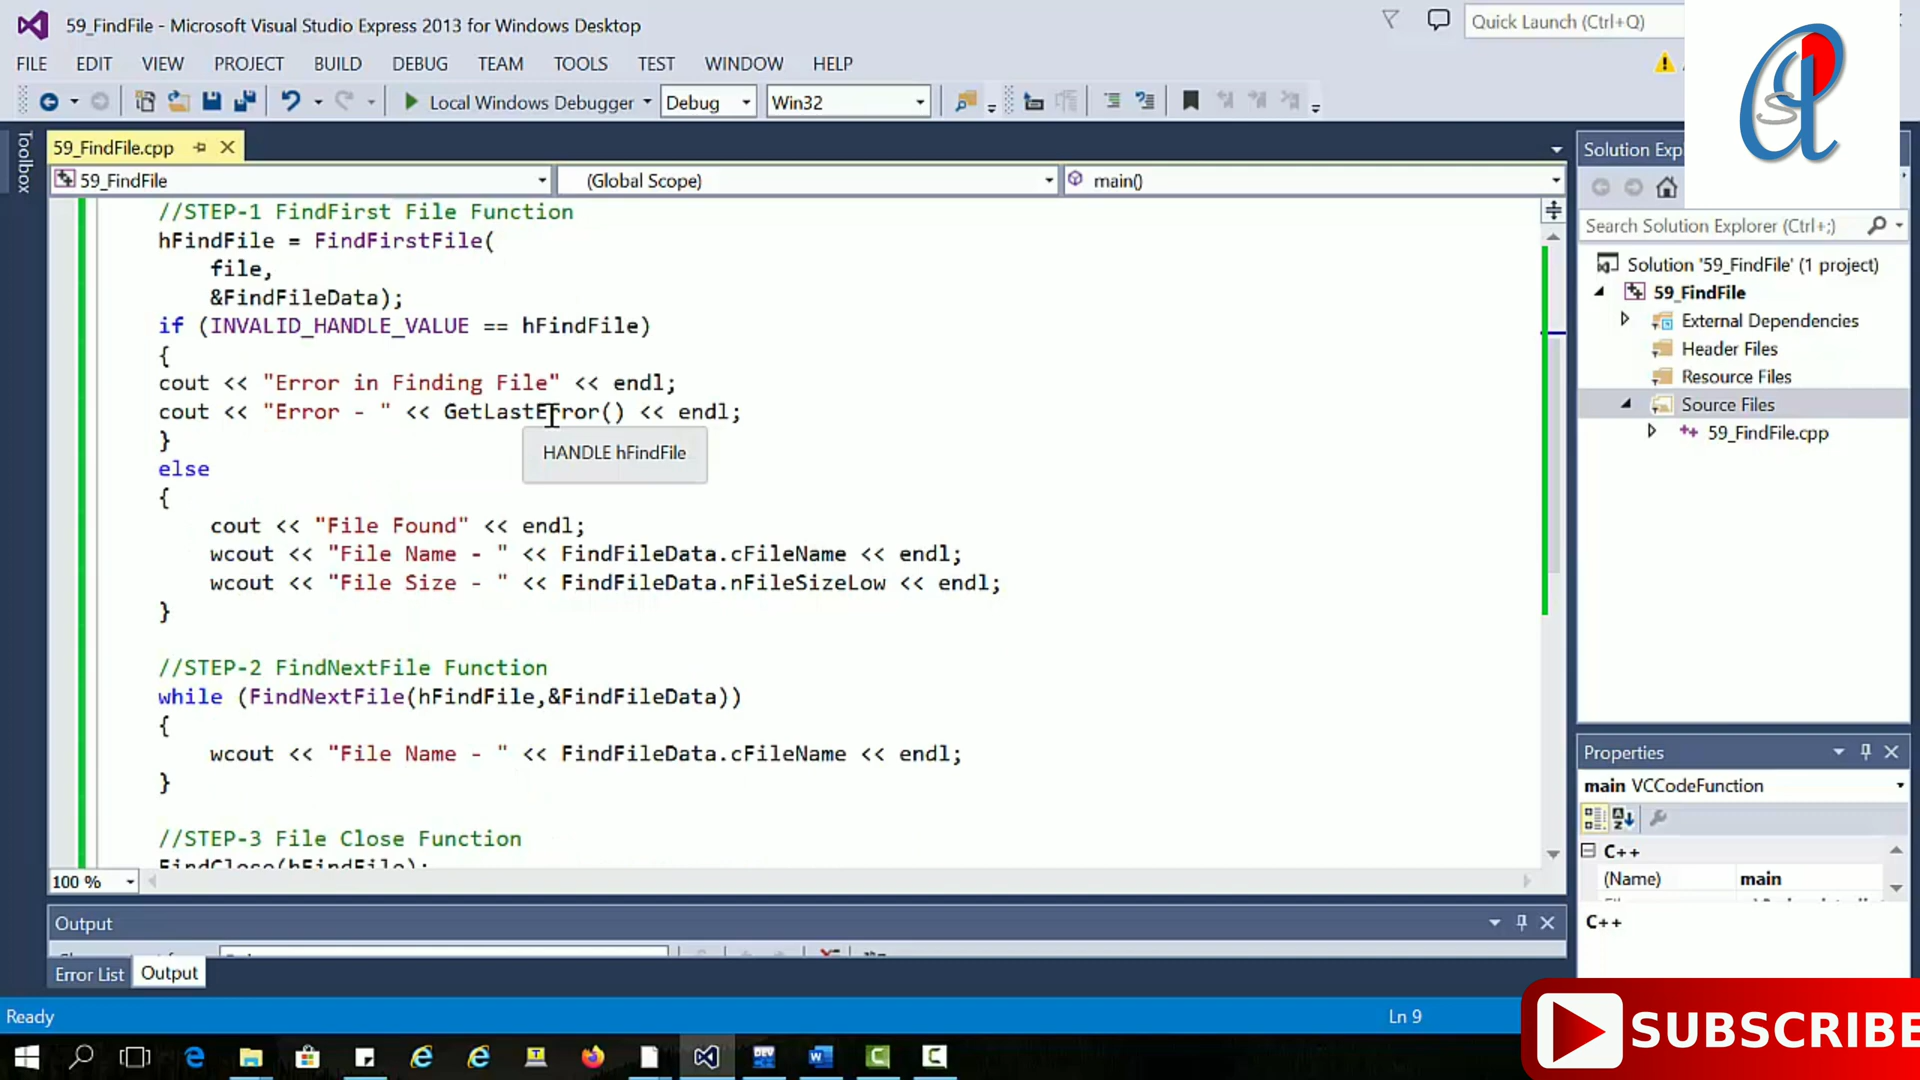 59_FindFile - Microsoft Visual Studio Express 2013 for Windows Desktop
Quick Launch (Ctrl+Q)
FILE EDIT VIEW PROJECT BUILD DEBUG TEAM TOOLS TEST WINDOW HELP
Local Windows Debugger Debug Win32
Toolbox
59_FindFile.cpp
59_FindFile (Global Scope) main()
//STEP-1 FindFirst File Function
hFindFile = FindFirstFile(
file,
&FindFileData);
if (INVALID_HANDLE_VALUE == hFindFile)
{
cout << "Error in Finding File" << endl;
cout << "Error - " << GetLastError() << endl;
}
HANDLE hFindFile
else
{
cout << "File Found" << endl;
wcout << "File Name - " << FindFileData.cFileName << endl;
wcout << "File Size - " << FindFileData.nFileSizeLow << endl;
}
//STEP-2 FindNextFile Function
while (FindNextFile(hFindFile,&FindFileData))
{
wcout << "File Name - " << FindFileData.cFileName << endl;
}
//STEP-3 File Close Function
FindClose(hFindFile);
100 %
Solution Exp
Search Solution Explorer (Ctrl+;)
Solution '59_FindFile' (1 project)
59_FindFile
External Dependencies
Header Files
Resource Files
Source Files
59_FindFile.cpp
Properties
main VCCodeFunction
C++
(Name) main
C++
Output
Error List Output
Ready Ln 9
SUBSCRIBE